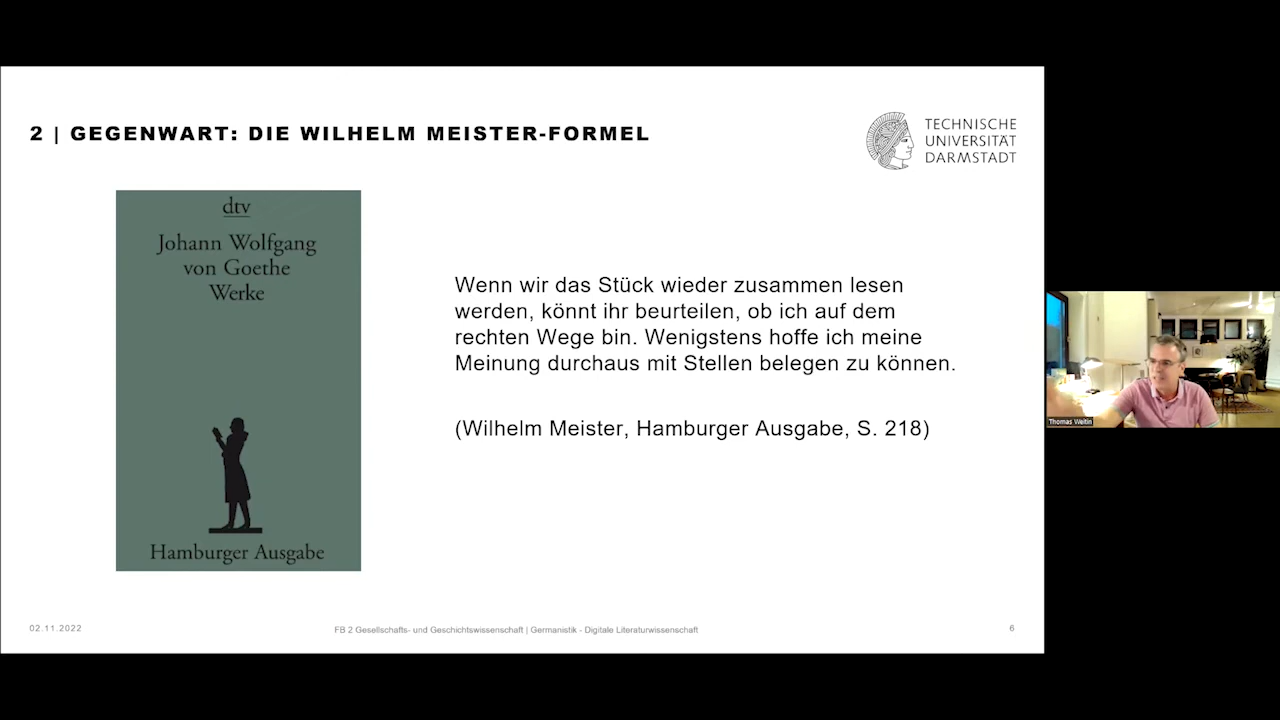 2 | GEGENWART: DIE WILHELM MEISTER-FORMEL
TECHNISCHE
UNIVERSITÄT
DARMSTADT
dtv
Johann Wolfgang
von Goethe
Werke
Hamburger Ausgabe
Wenn wir das Stück wieder zusammen lesen
werden, könnt ihr beurteilen, ob ich auf dem
rechten Wege bin. Wenigstens hoffe ich meine
Meinung durchaus mit Stellen belegen zu können.
(Wilhelm Meister, Hamburger Ausgabe, S. 218)
Thomas Weitin
02.11.2022
FB 2 Gesellschafts- und Geschichtswissenschaft | Germanistik - Digitale Literaturwissenschaft
6